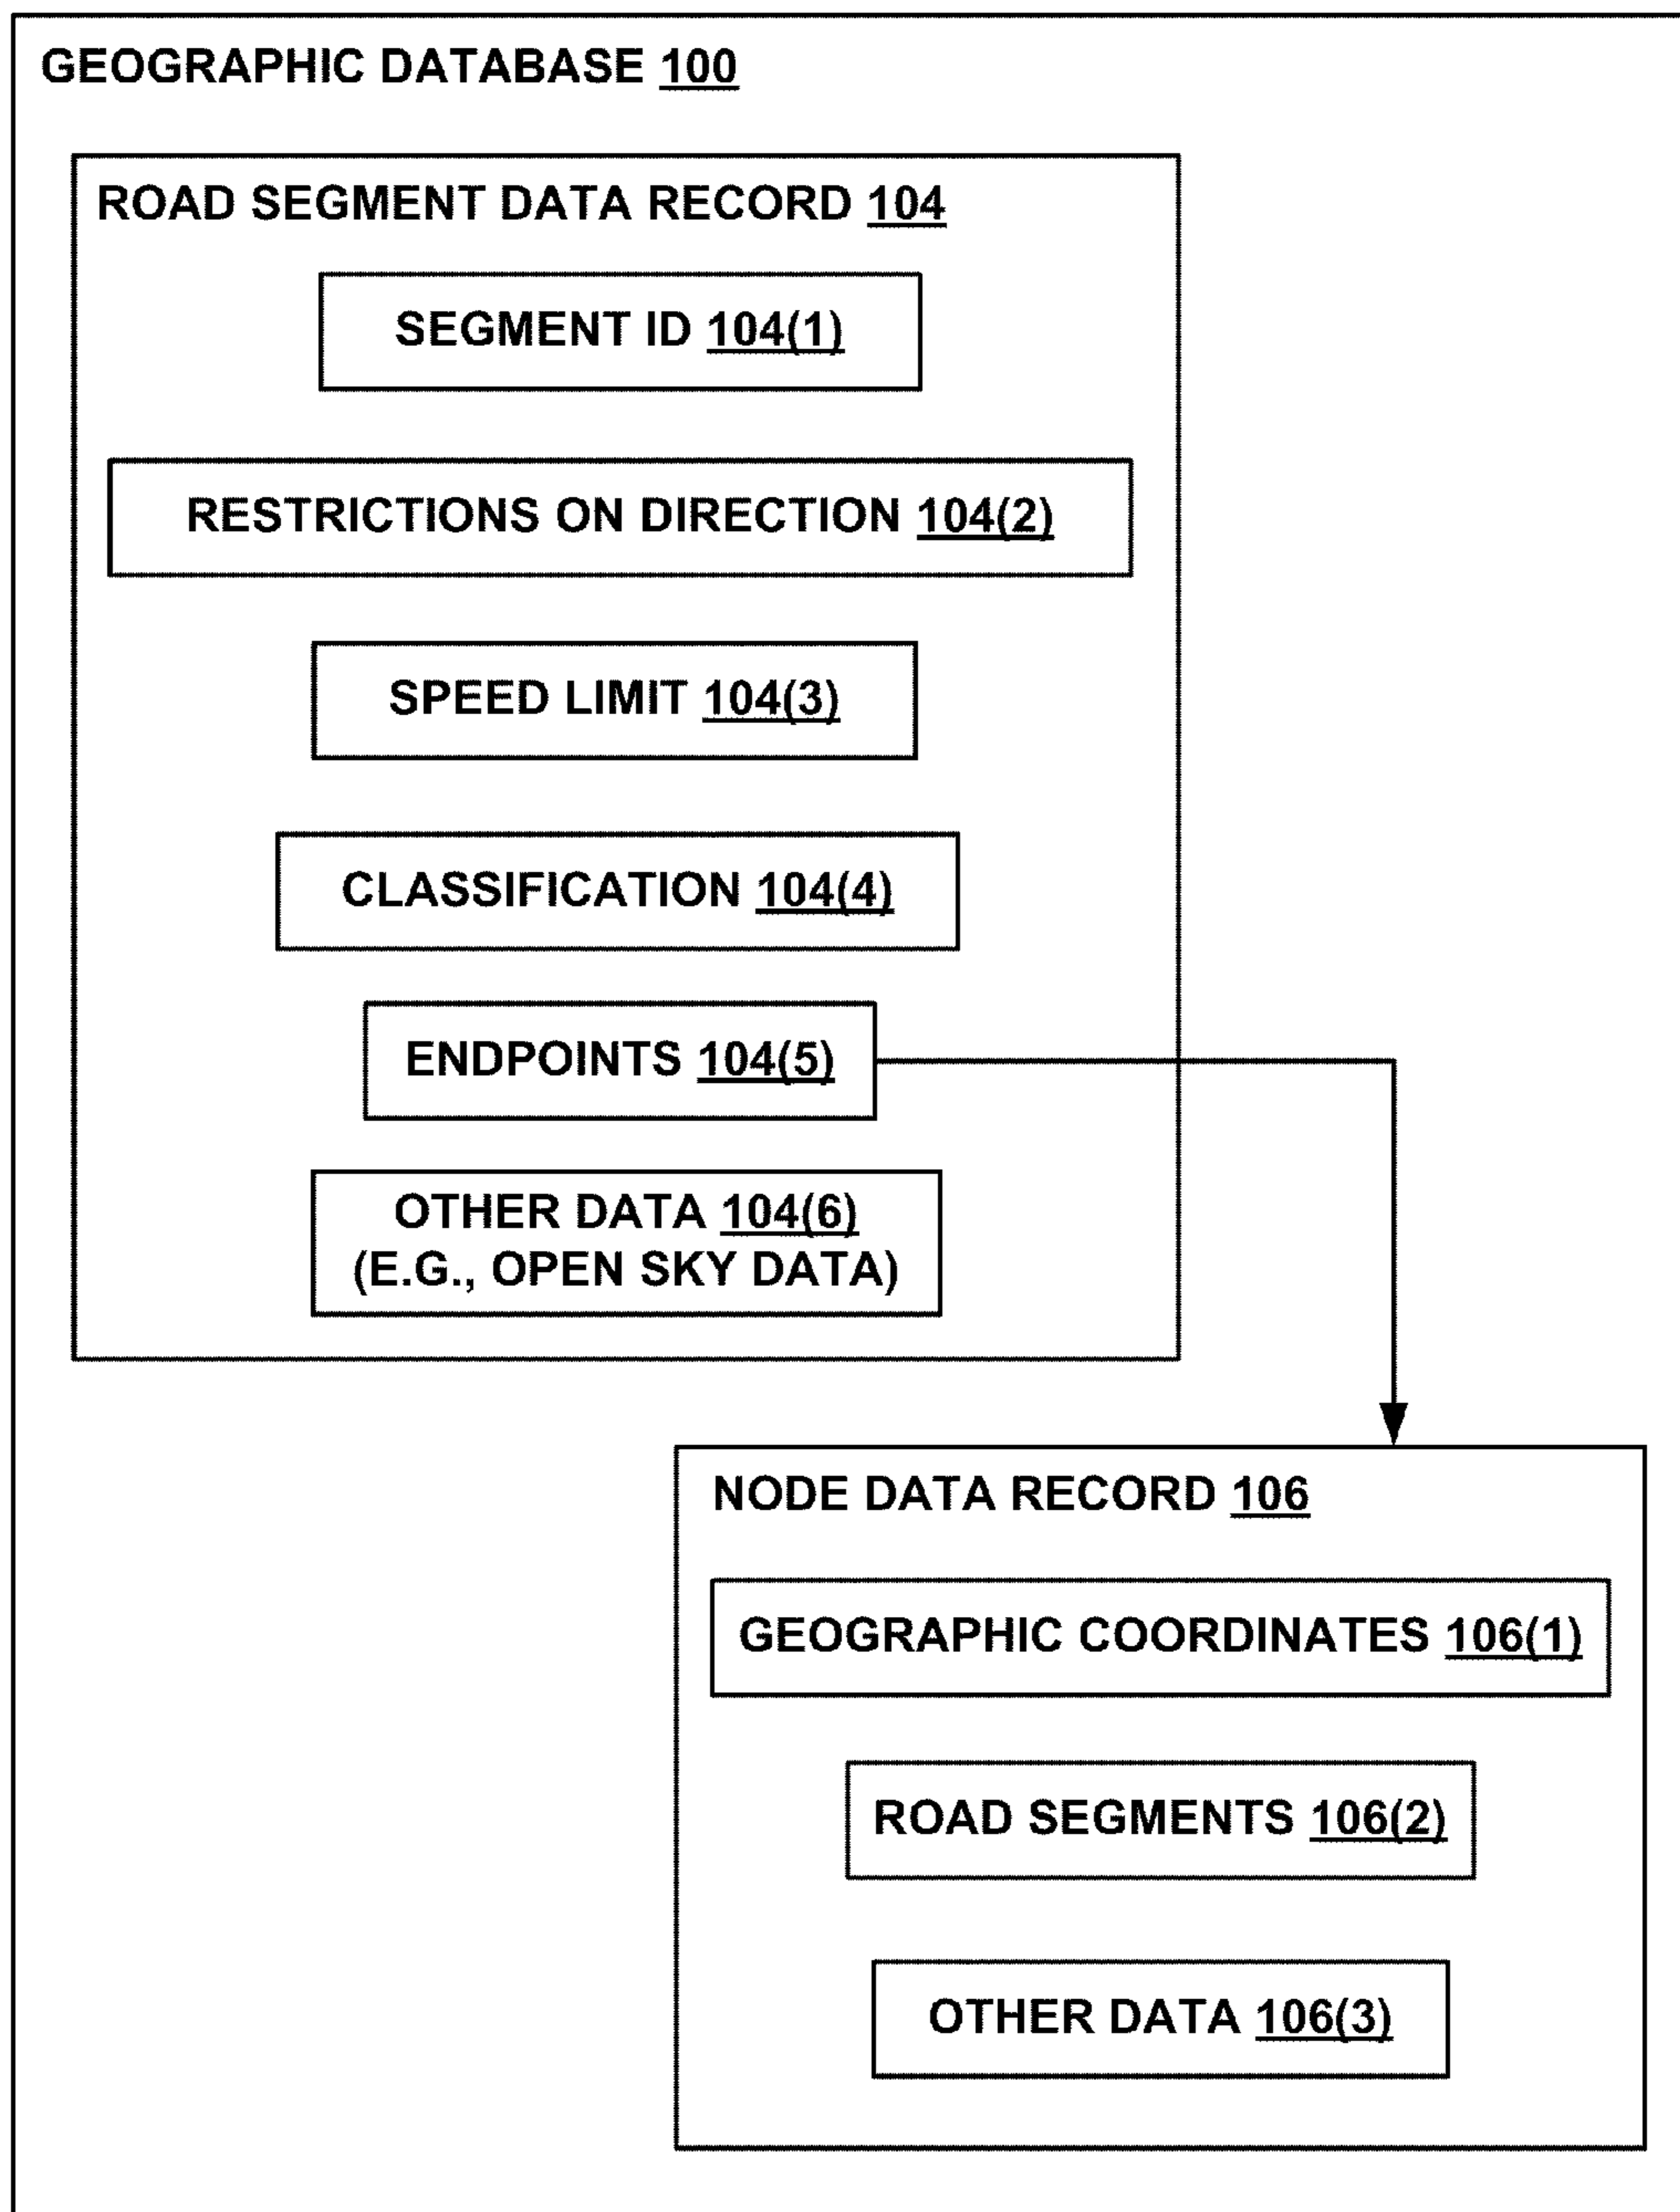 GEOGRAPHIC DATABASE 100
ROAD SEGMENT DATA RECORD 104
SEGMENT ID 104(1)
RESTRICTIONS ON DIRECTION 104(2)
SPEED LIMIT 104(3)
CLASSIFICATION 104(4)
ENDPOINTS 104(5)
OTHER DATA 104(6)
(E.G., OPEN SKY DATA)
NODE DATA RECORD 106
GEOGRAPHIC COORDINATES 106(1)
ROAD SEGMENTS 106(2)
OTHER DATA 106(3)